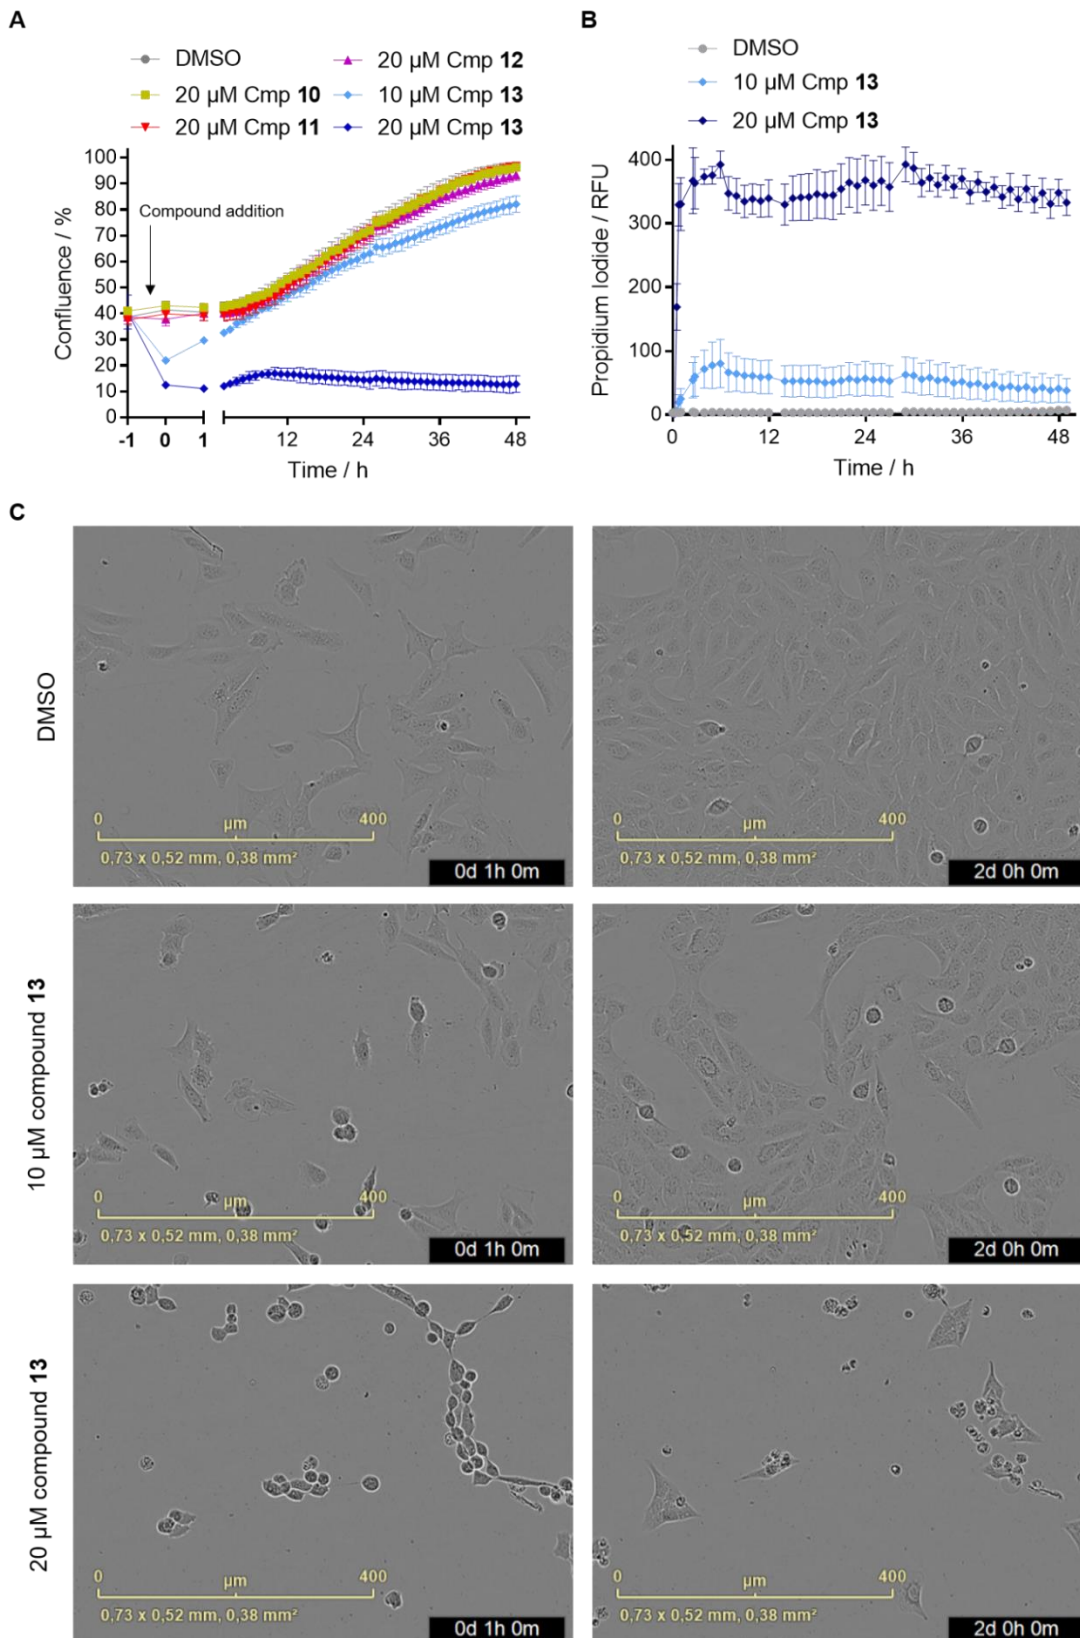 A
DMSO
20 µM Cmp 12
20 µM Cmp 10
10 µM Cmp 13
20 µM Cmp 11
20 µM Cmp 13
100
90
80
70
60
50
40
30
20
10
0
Confluence / %
Compound addition
-1
0
1
12
24
36
48
Time / h
B
DMSO
10 µM Cmp 13
20 µM Cmp 13
400
300
200
100
0
Propidium Iodide / RFU
0
12
24
36
48
Time / h
C
DMSO
0 µm 400
0,73 x 0,52 mm, 0,38 mm²
0d 1h 0m
0 µm 400
0,73 x 0,52 mm, 0,38 mm²
2d 0h 0m
10 µM compound 13
0 µm 400
0,73 x 0,52 mm, 0,38 mm²
0d 1h 0m
0 µm 400
0,73 x 0,52 mm, 0,38 mm²
2d 0h 0m
20 µM compound 13
0 µm 400
0,73 x 0,52 mm, 0,38 mm²
0d 1h 0m
0 µm 400
0,73 x 0,52 mm, 0,38 mm²
2d 0h 0m